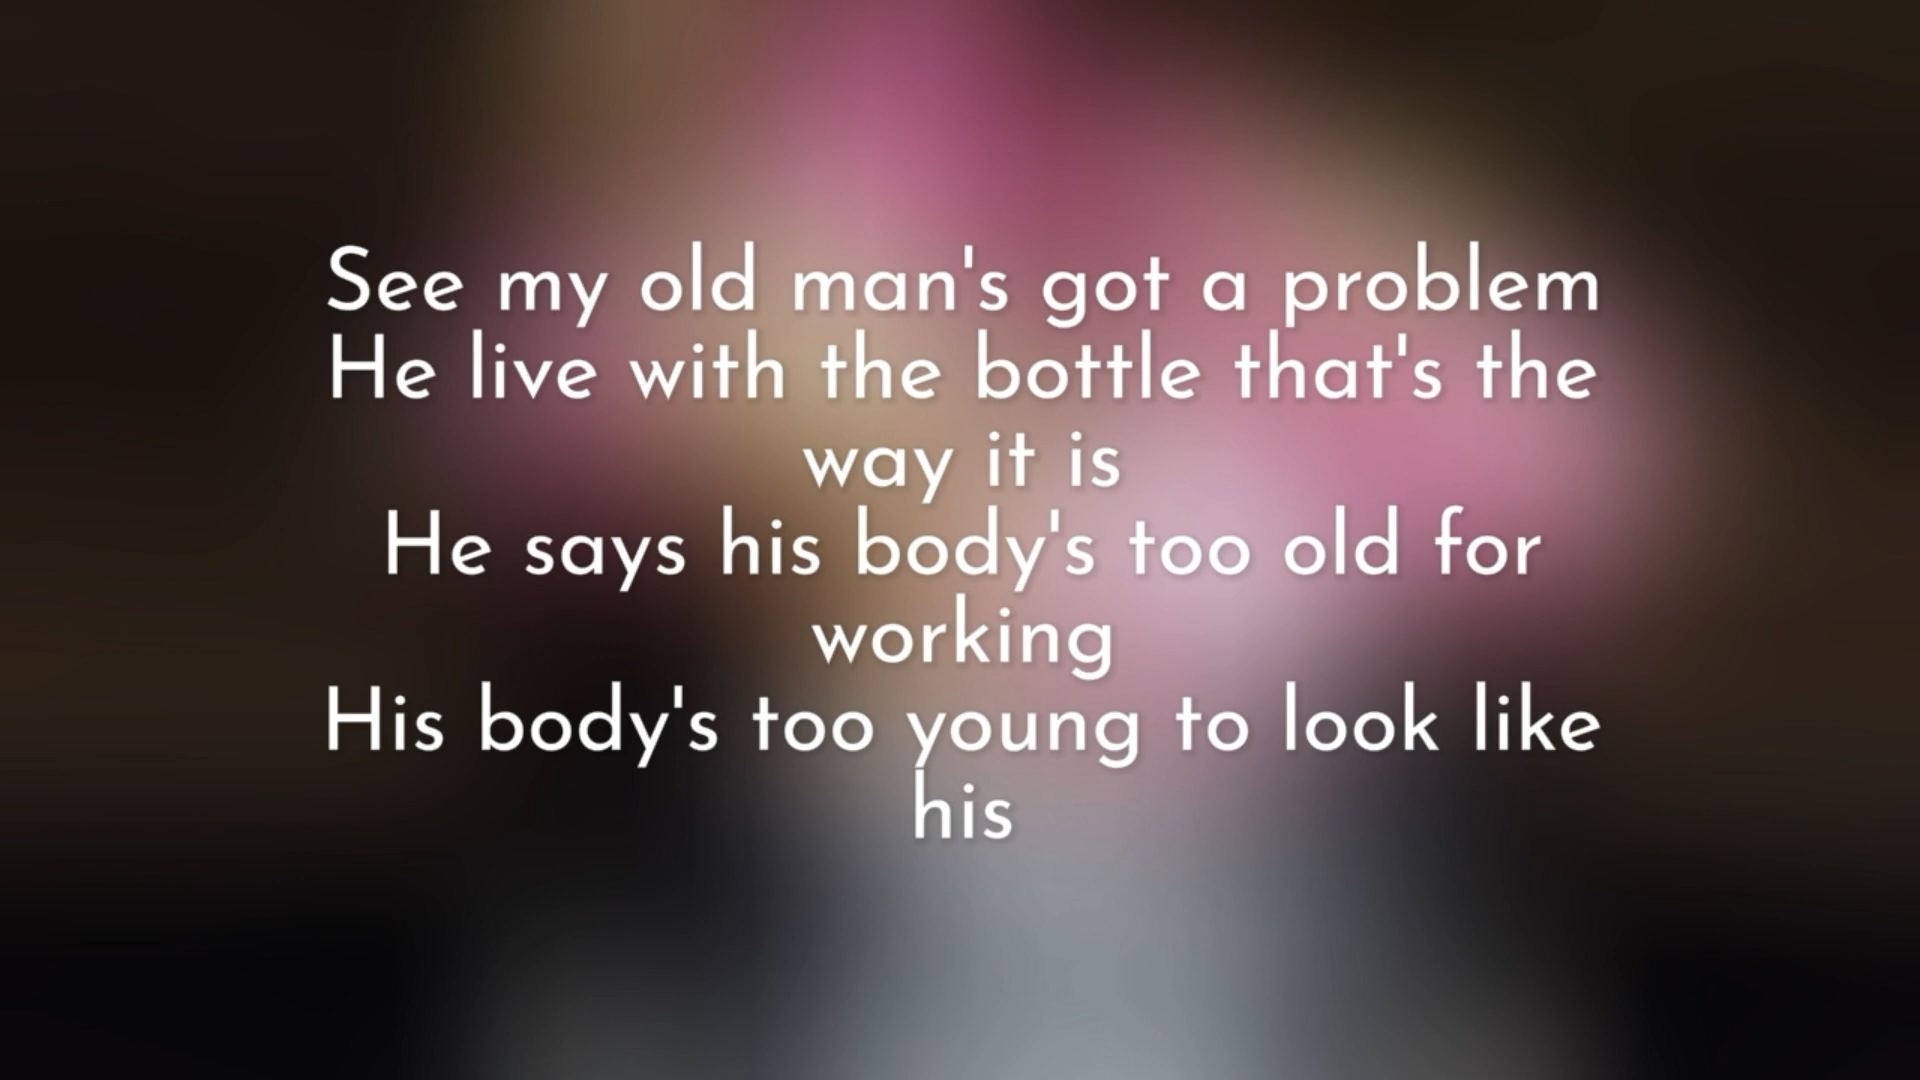 See my old man's got a problem
He live with the bottle that's the
way it is
He says his body's too old for
working
His body's too young to look like
his